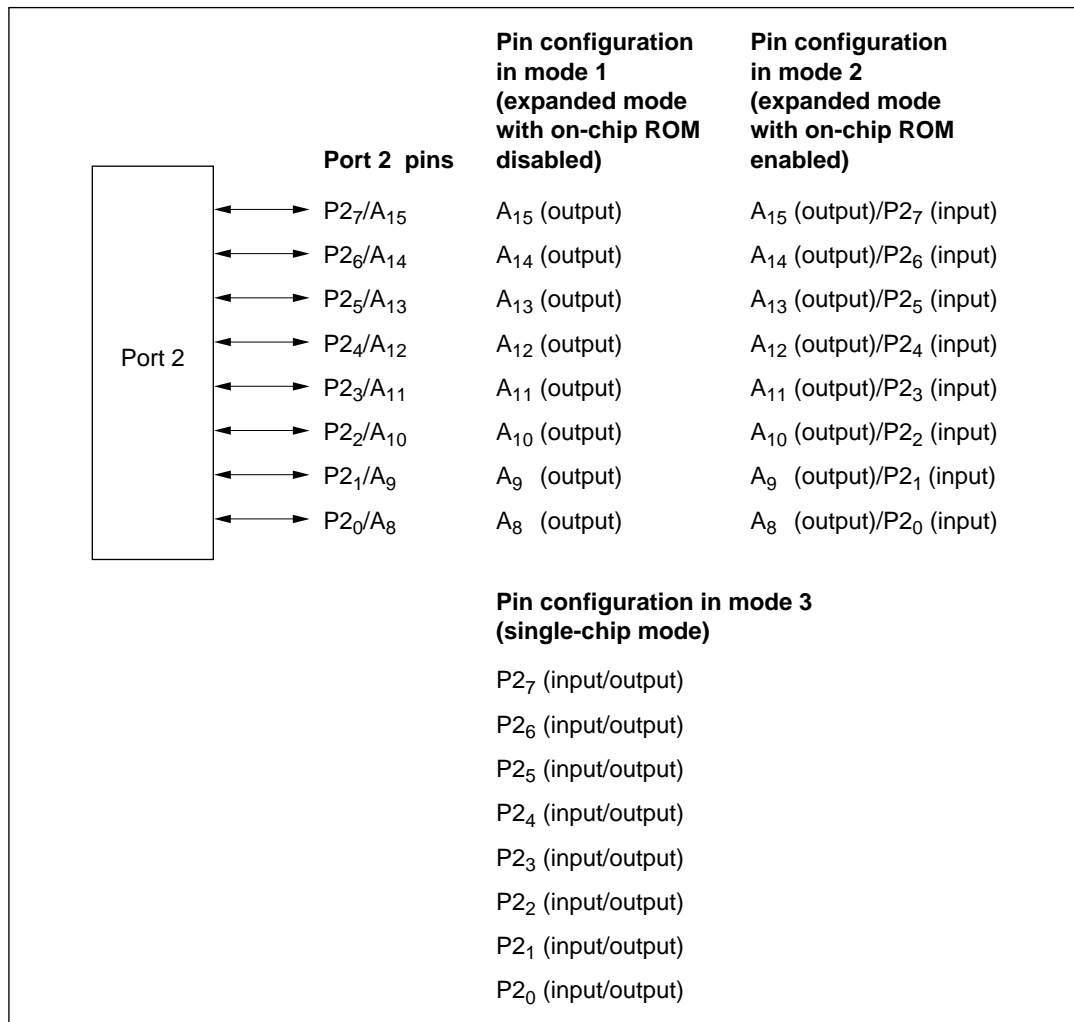 Pin configuration
in mode 1
(expanded mode
with on-chip ROM
disabled)
Pin configuration
in mode 2
(expanded mode
with on-chip ROM
enabled)
Port 2 pins
Port 2
P2₇/A₁₅ A₁₅ (output) A₁₅ (output)/P2₇ (input)
P2₆/A₁₄ A₁₄ (output) A₁₄ (output)/P2₆ (input)
P2₅/A₁₃ A₁₃ (output) A₁₃ (output)/P2₅ (input)
P2₄/A₁₂ A₁₂ (output) A₁₂ (output)/P2₄ (input)
P2₃/A₁₁ A₁₁ (output) A₁₁ (output)/P2₃ (input)
P2₂/A₁₀ A₁₀ (output) A₁₀ (output)/P2₂ (input)
P2₁/A₉ A₉ (output) A₉ (output)/P2₁ (input)
P2₀/A₈ A₈ (output) A₈ (output)/P2₀ (input)
Pin configuration in mode 3
(single-chip mode)
P2₇ (input/output)
P2₆ (input/output)
P2₅ (input/output)
P2₄ (input/output)
P2₃ (input/output)
P2₂ (input/output)
P2₁ (input/output)
P2₀ (input/output)